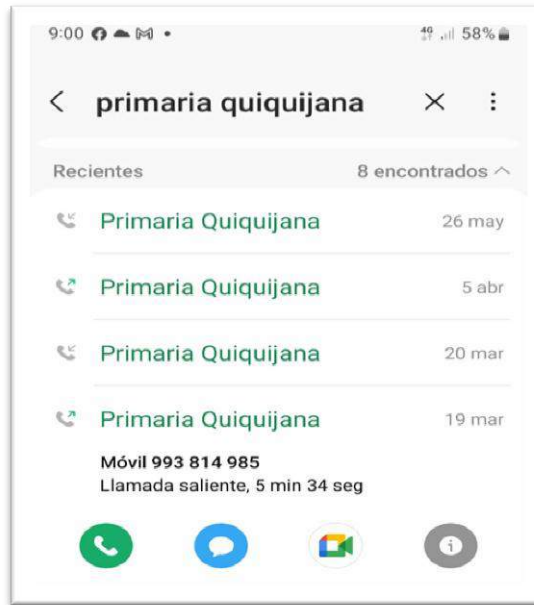 9:00
58%
primaria quiquijana
Recientes 8 encontrados
Primaria Quiquijana 26 may
Primaria Quiquijana 5 abr
Primaria Quiquijana 20 mar
Primaria Quiquijana 19 mar
Móvil 993 814 985
Llamada saliente, 5 min 34 seg